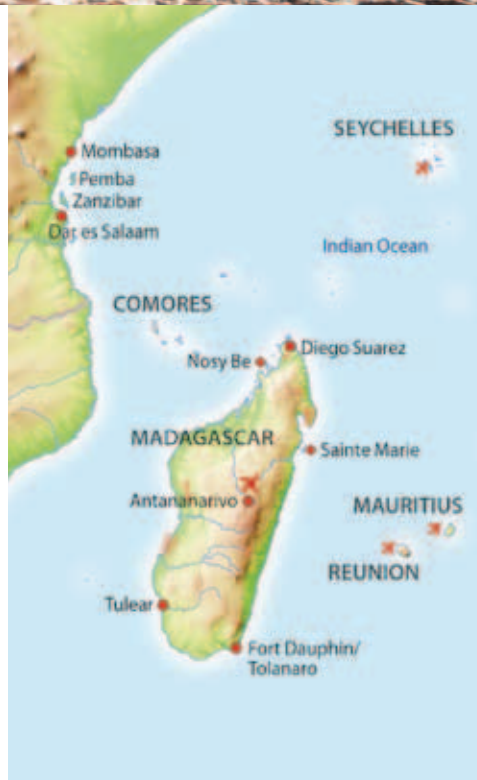 SEYCHELLES
Mombasa
Pemba
Zanzibar
Dar es Salaam
Indian Ocean
COMORES
Diego Suarez
Nosy Be
MADAGASCAR
Sainte Marie
Antananarivo
MAURITIUS
REUNION
Tulear
Fort Dauphin/
Tolanaro